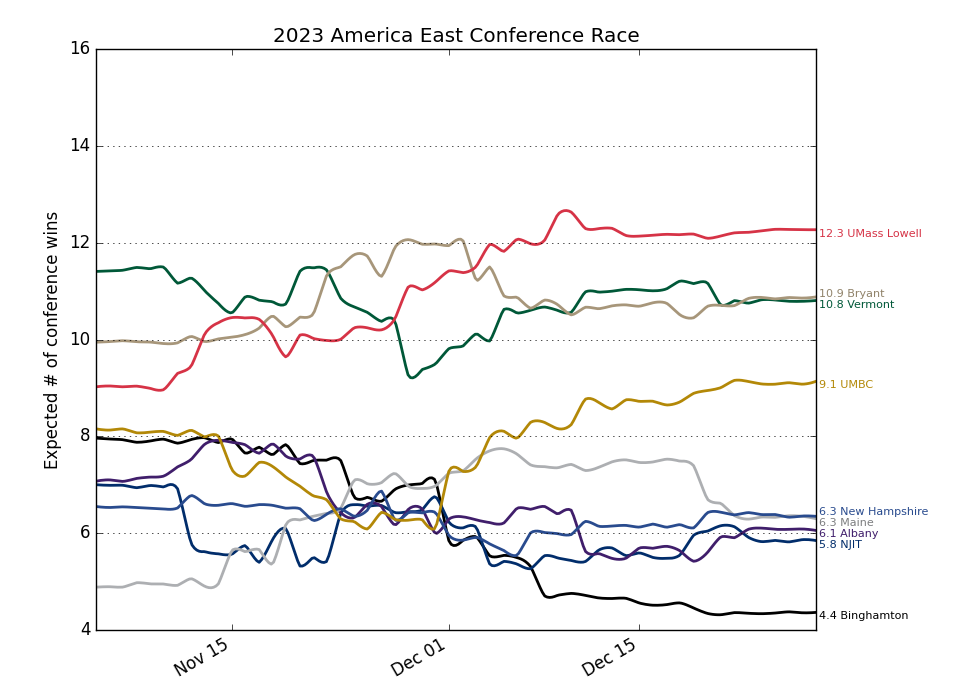 2023 America East Conference Race
Expected # of conference wins
16
14
12
10
8
6
4
Nov 15
Dec 01
Dec 15
12.3 UMass Lowell
10.9 Bryant
10.8 Vermont
9.1 UMBC
6.3 New Hampshire
6.3 Maine
6.1 Albany
5.8 NJIT
4.4 Binghamton